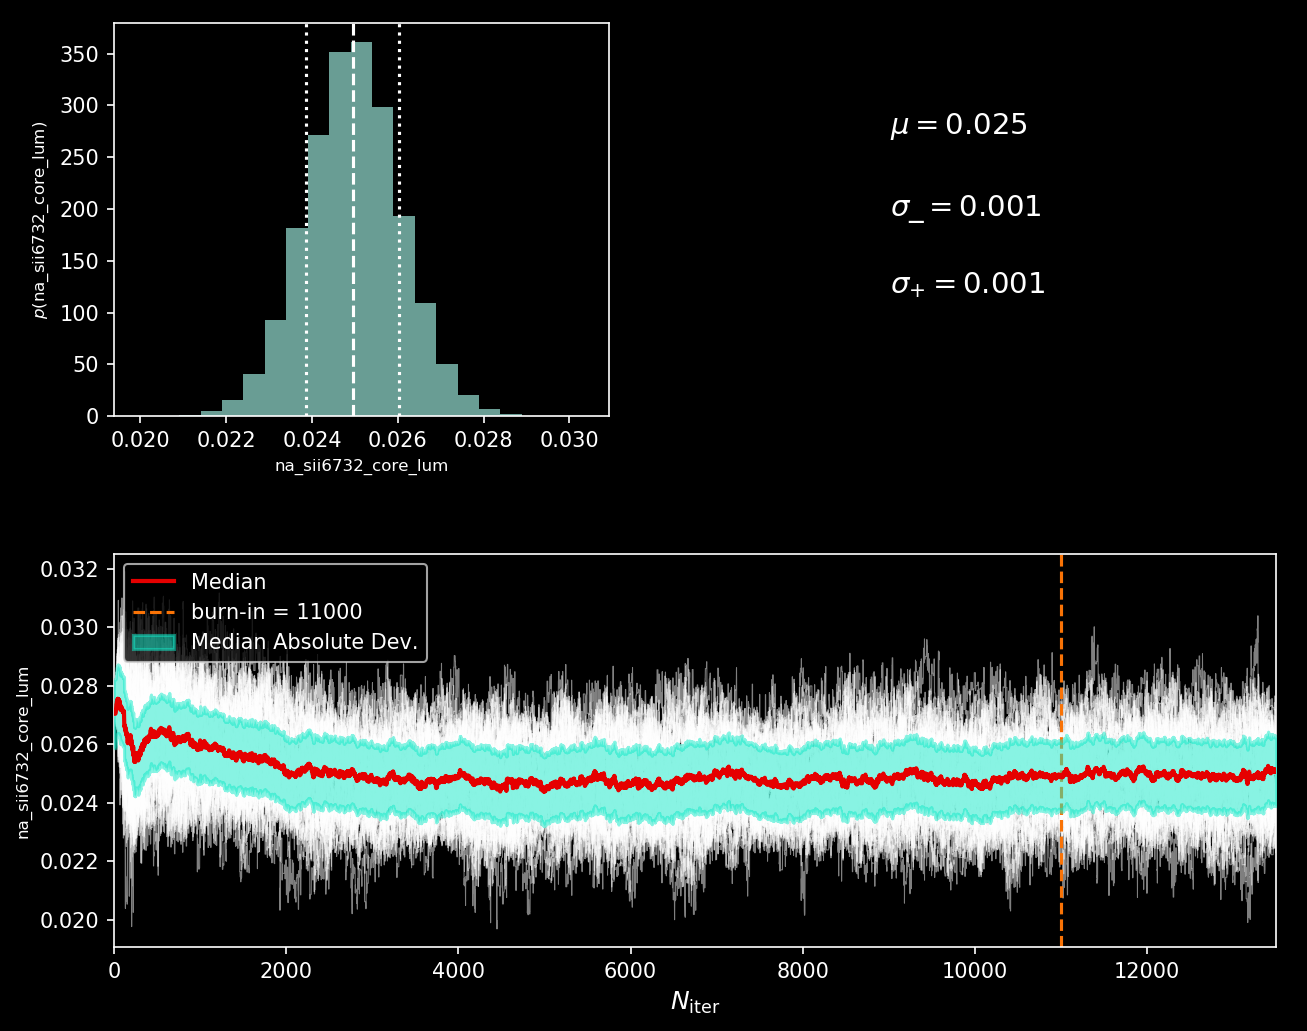 350
300
250
200
150
100
50
0
p(na_sii6732_core_lum)
0.020 0.022 0.024 0.026 0.028 0.030
na_sii6732_core_lum
μ = 0.025
σ_ = 0.001
σ+ = 0.001
0.032
0.030
0.028
0.026
0.024
0.022
0.020
na_sii6732_core_lum
Median
burn-in = 11000
Median Absolute Dev.
0 2000 4000 6000 8000 10000 12000
Niter